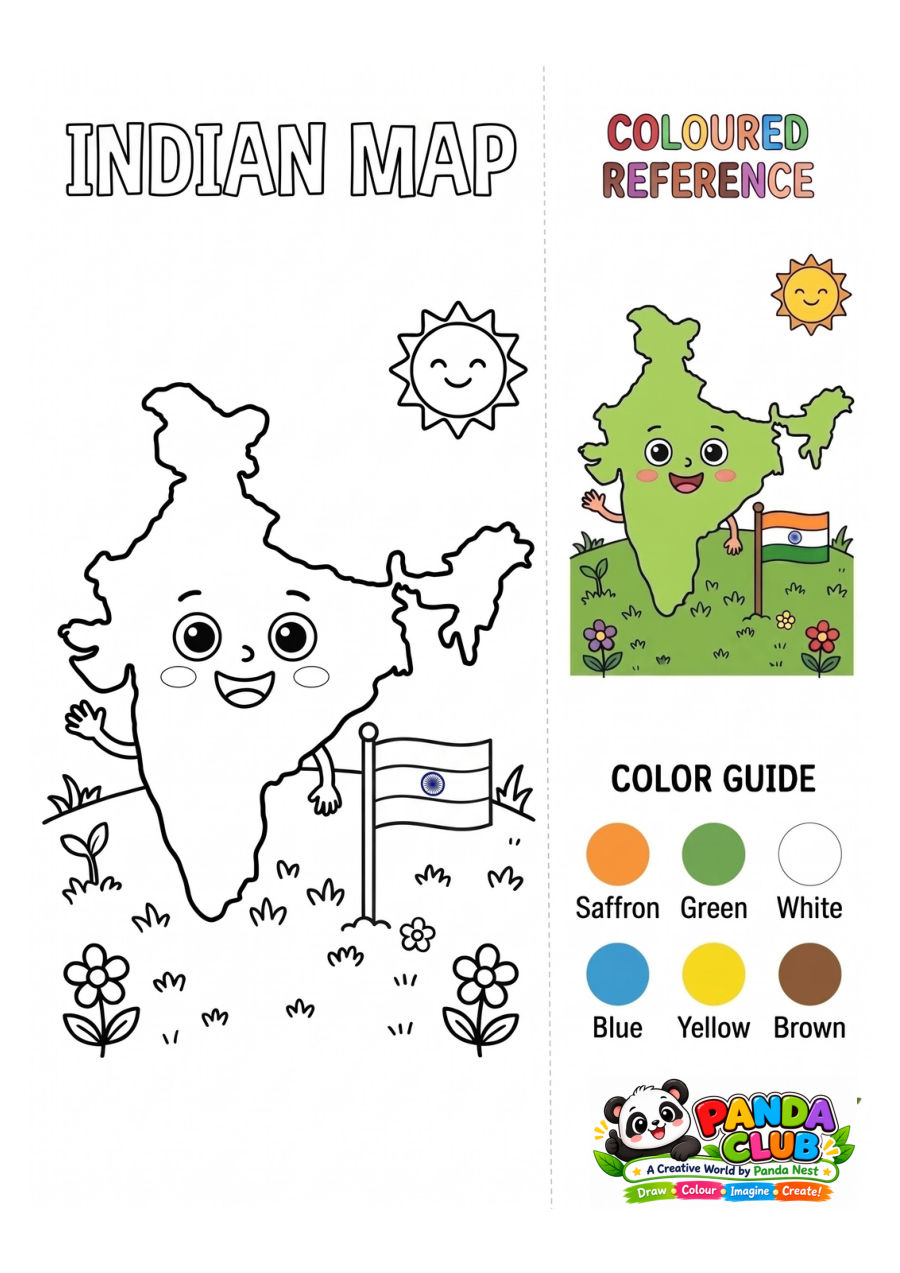 INDIAN MAP
COLOURED
REFERENCE
COLOR GUIDE
Saffron Green White
Blue Yellow Brown
PANDA
CLUB
A Creative World by Panda Nest
Draw Colour Imagine Create!